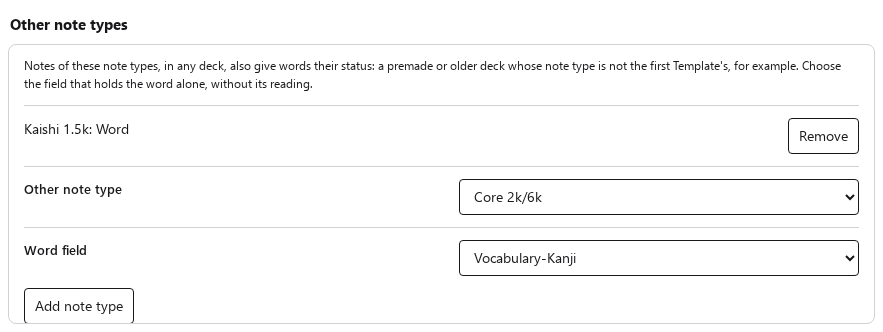 Other note types
Notes of these note types, in any deck, also give words their status: a premade or older deck whose note type is not the first Template's, for example. Choose
the field that holds the word alone, without its reading.
Kaishi 1.5k: Word
Remove
Other note type
Core 2k/6k
Word field
Vocabulary-Kanji
Add note type